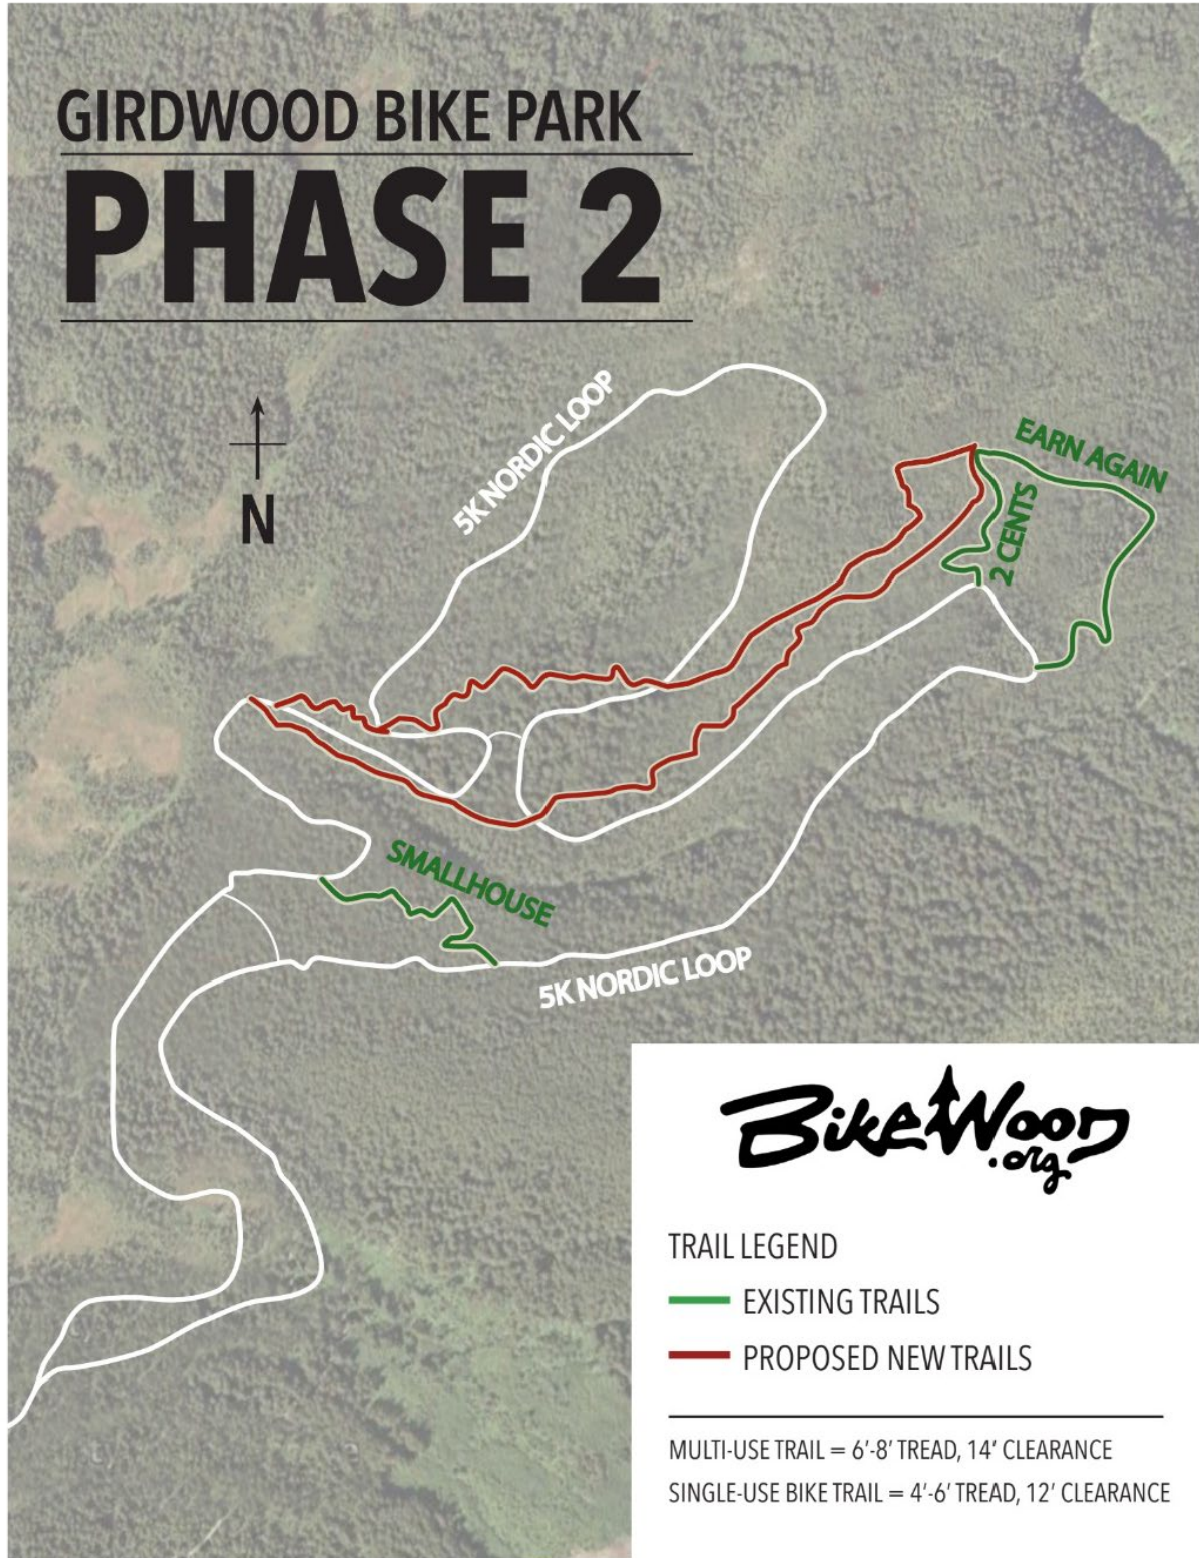 GIRDWOOD BIKE PARK
PHASE 2
5K NORDIC LOOP
EARN AGAIN
2 CENTS
N
SMALLHOUSE
5K NORDIC LOOP
BikeWood
.org
TRAIL LEGEND
EXISTING TRAILS
PROPOSED NEW TRAILS
MULTI-USE TRAIL = 6'-8' TREAD, 14' CLEARANCE
SINGLE-USE BIKE TRAIL = 4'-6' TREAD, 12' CLEARANCE